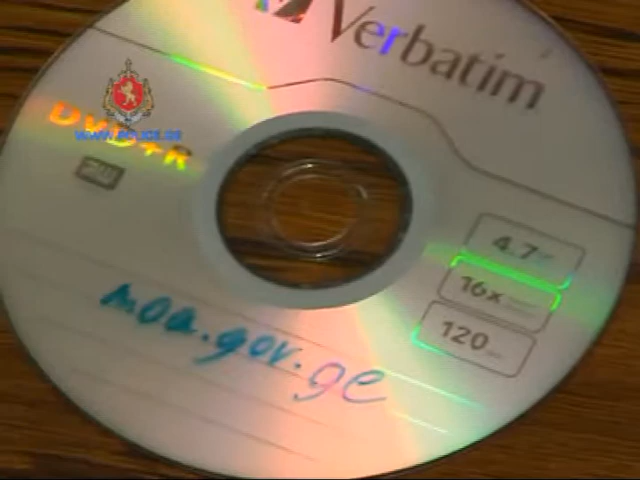 Verbatim
WWW.POLICE.GE
DVD+R
4.7
16x
120
moa.gov.ge